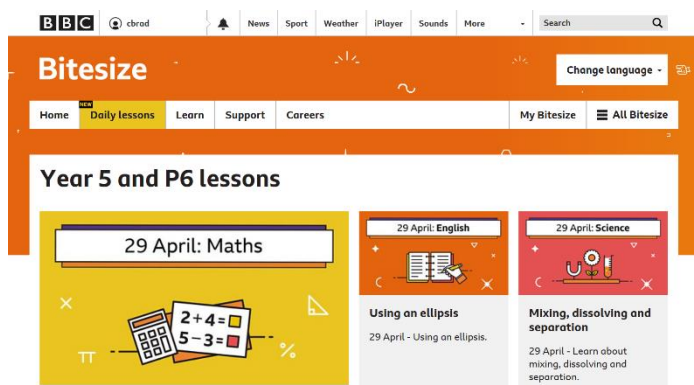 BBC cbrad News Sport Weather iPlayer Sounds More Search
Bitesize
Change language
NEW
Home Daily lessons Learn Support Careers My Bitesize All Bitesize
Year 5 and P6 lessons
29 April: Maths
2+4=
5-3=
π
%
29 April: English
Using an ellipsis
29 April - Using an ellipsis.
29 April: Science
Mixing, dissolving and
separation
29 April - Learn about
mixing, dissolving and
separation.